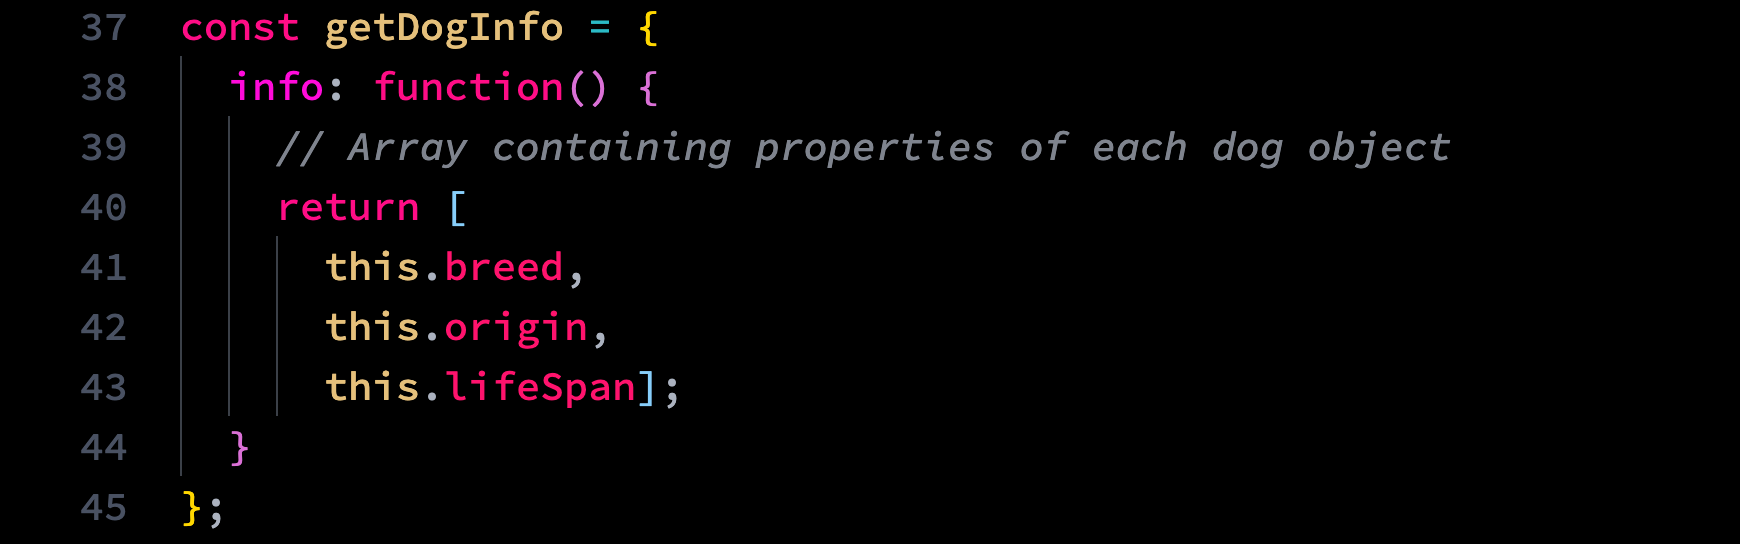 37 const getDogInfo = {
38 info: function() {
39 // Array containing properties of each dog object
40 return [
41 this.breed,
42 this.origin,
43 this.lifeSpan];
44 }
45 };